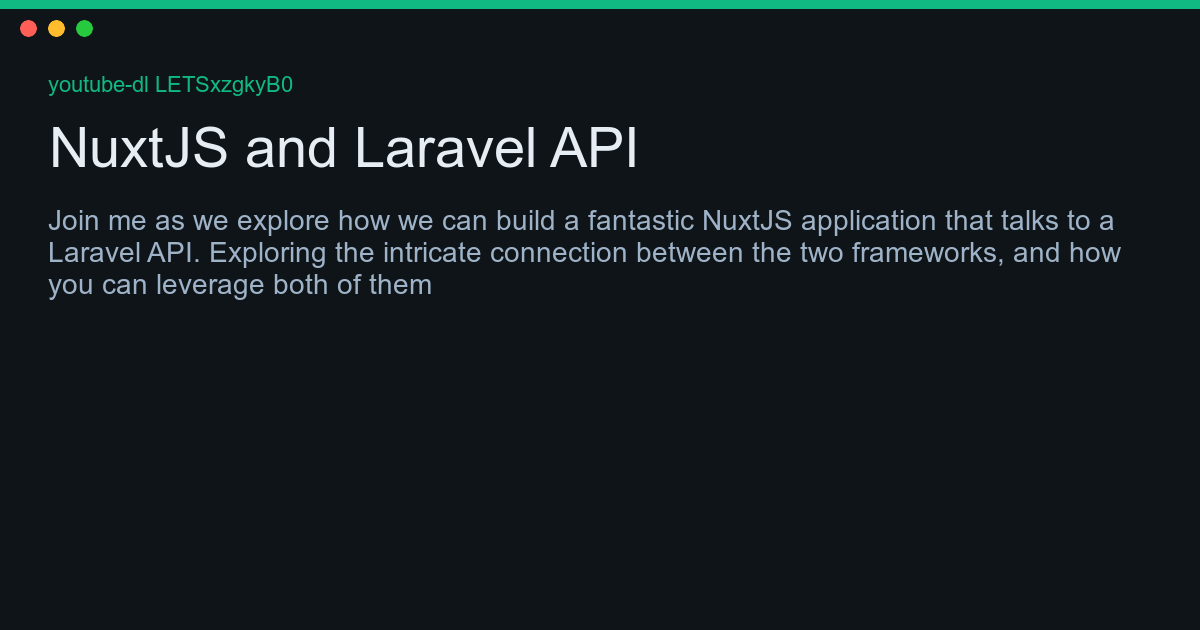 youtube-dl LETSxzgkyB0
NuxtJS and Laravel API
Join me as we explore how we can build a fantastic NuxtJS application that talks to a
Laravel API. Exploring the intricate connection between the two frameworks, and how
you can leverage both of them